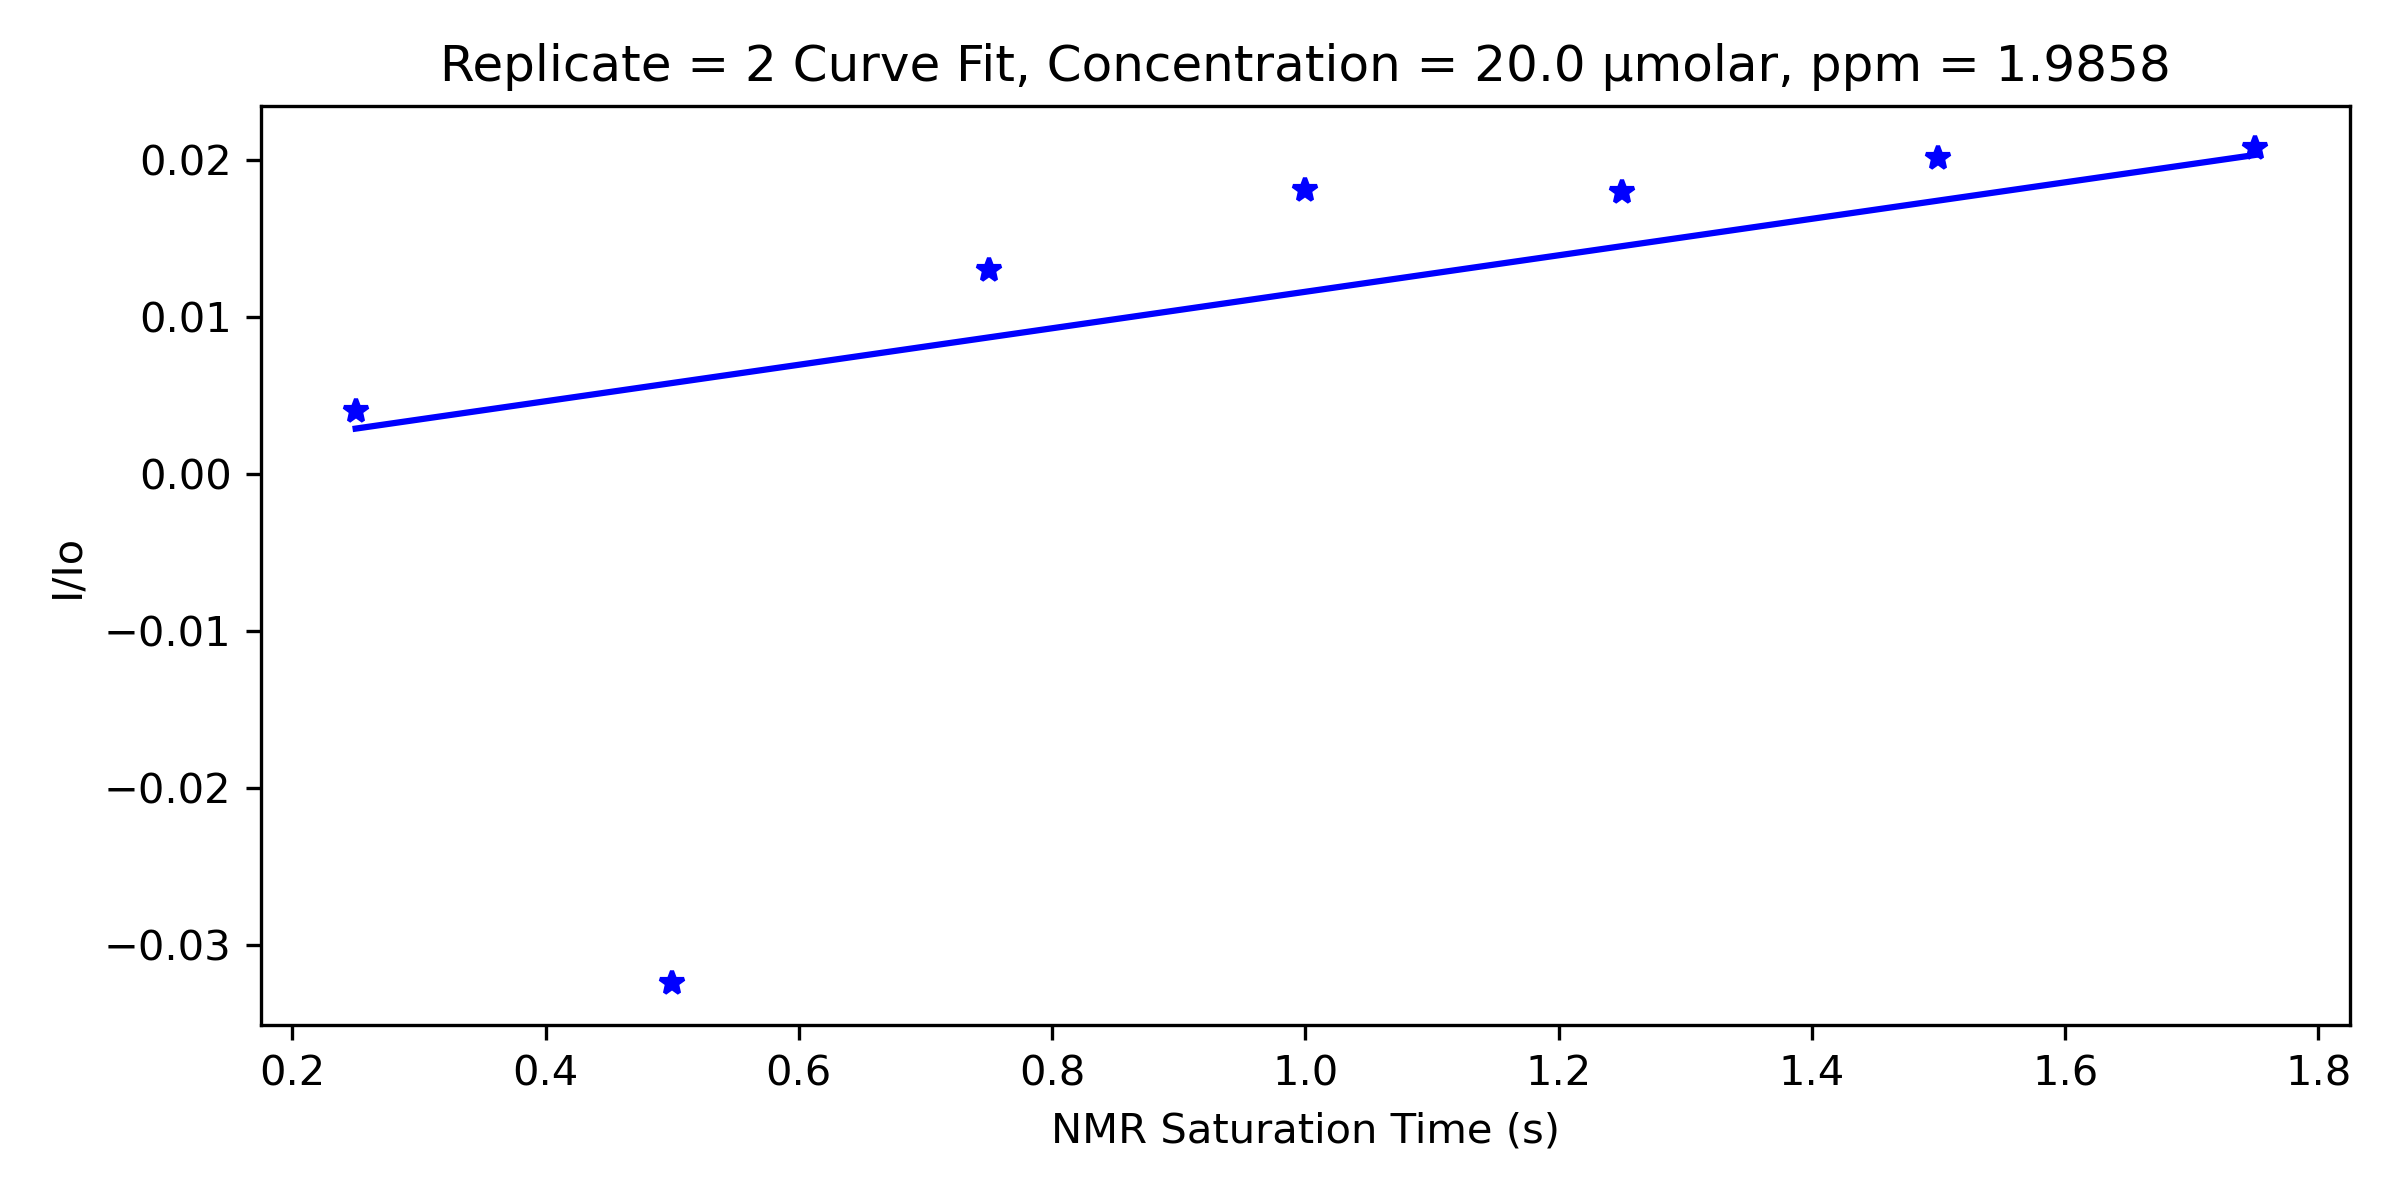 Replicate = 2 Curve Fit, Concentration = 20.0 μmolar, ppm = 1.9858
0.02
0.01
0.00
−0.01
−0.02
−0.03
I/Io
0.2 0.4 0.6 0.8 1.0 1.2 1.4 1.6 1.8
NMR Saturation Time (s)